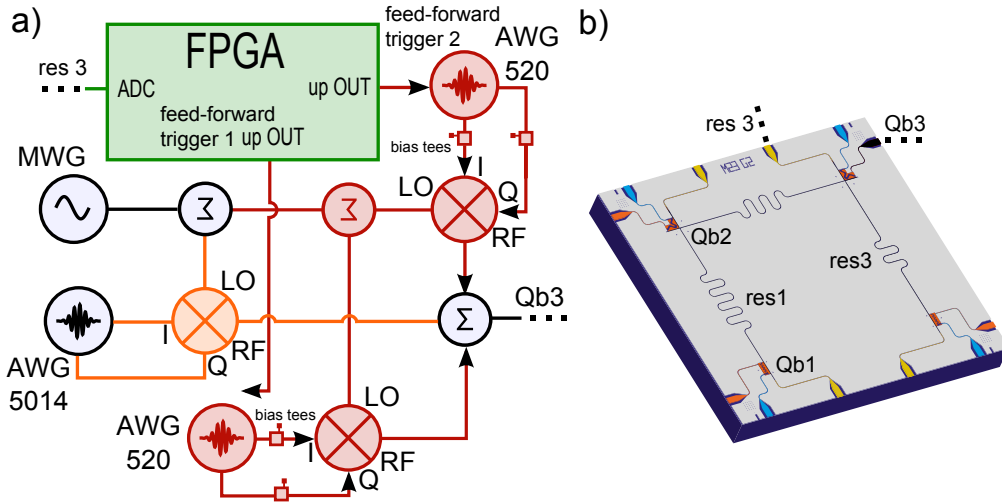 a)
FPGA
res 3
ADC
up OUT
feed-forward
trigger 1 up OUT
feed-forward
trigger 2
AWG
520
bias tees
I
Q
LO
RF
MWG
Σ
Σ
LO
I
Q
RF
AWG
5014
Σ
Qb3
AWG
520
bias tees
LO
I
Q
RF
b)
res 3
Qb3
M23 G2
Qb2
res1
res3
Qb1